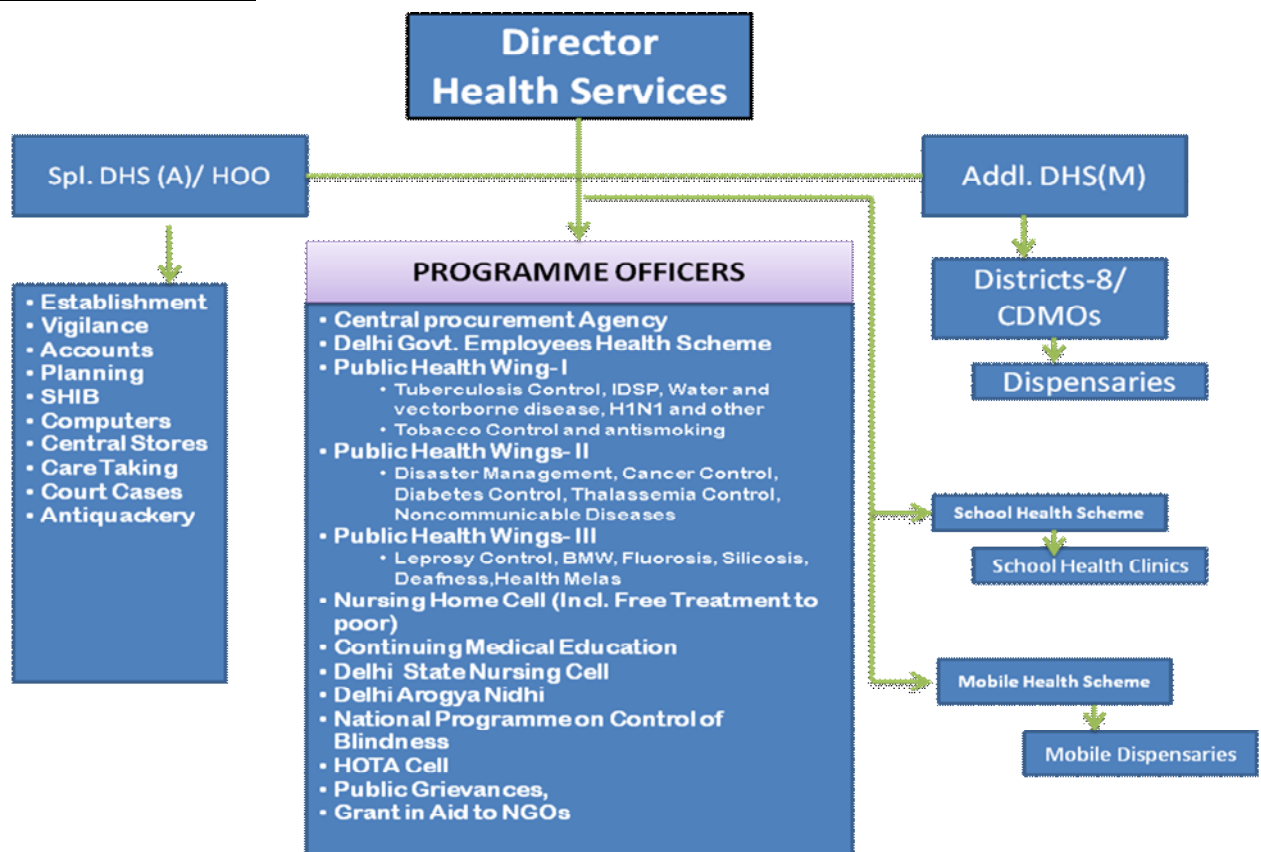 Director
Health Services
Spl. DHS (A)/ HOO
Addl. DHS(M)
• Establishment
• Vigilance
• Accounts
• Planning
• SHIB
• Computers
• Central Stores
• Care Taking
• Court Cases
• Antiquackery
PROGRAMME OFFICERS
• Central procurement Agency
• Delhi Govt. Employees Health Scheme
• Public Health Wing-I
• Tuberculosis Control, IDSP, Water and
vectorborne disease, H1N1 and other
• Tobacco Control and antismoking
• Public Health Wings- II
• Disaster Management, Cancer Control,
Diabetes Control, Thalassemia Control,
Noncommunicable Diseases
• Public Health Wings- III
• Leprosy Control, BMW, Fluorosis, Silicosis,
Deafness,Health Melas
• Nursing Home Cell (Incl. Free Treatment to
poor)
• Continuing Medical Education
• Delhi State Nursing Cell
• Delhi Arogya Nidhi
• National Programme on Control of
Blindness
• HOTA Cell
• Public Grievances,
• Grant in Aid to NGOs
Districts-8/
CDMOs
Dispensaries
School Health Scheme
School Health Clinics
Mobile Health Scheme
Mobile Dispensaries